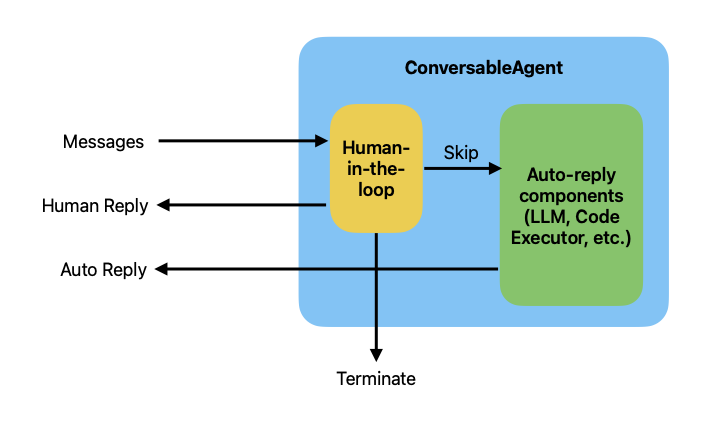 ConversableAgent
Messages
Human-
in-the-
loop
Skip
Auto-reply
components
(LLM, Code
Executor, etc.)
Human Reply
Auto Reply
Terminate